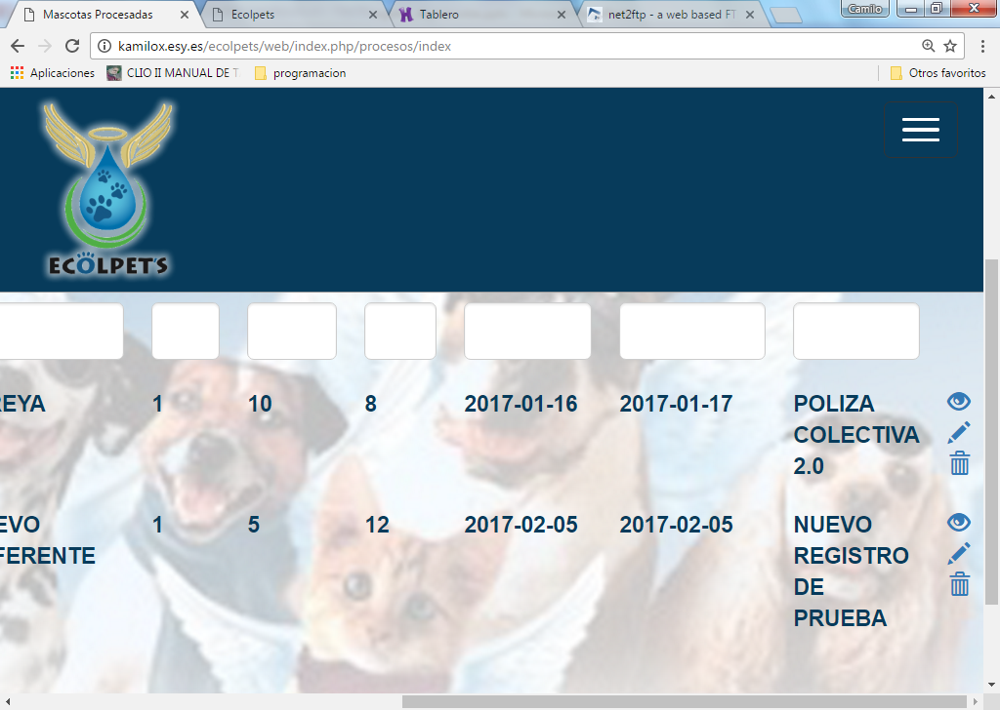 Mascotas Procesadas
Ecolpets
Tablero
net2ftp - a web based FT
Camilo
kamilox.esy.es/ecolpets/web/index.php/procesos/index
Aplicaciones
CLIO II MANUAL DE T
programacion
Otros favoritos
ECOLPET'S
REYA 1 10 8 2017-01-16 2017-01-17 POLIZA
COLECTIVA
2.0
EVO 1 5 12 2017-02-05 2017-02-05 NUEVO
FERENTE REGISTRO
DE
PRUEBA